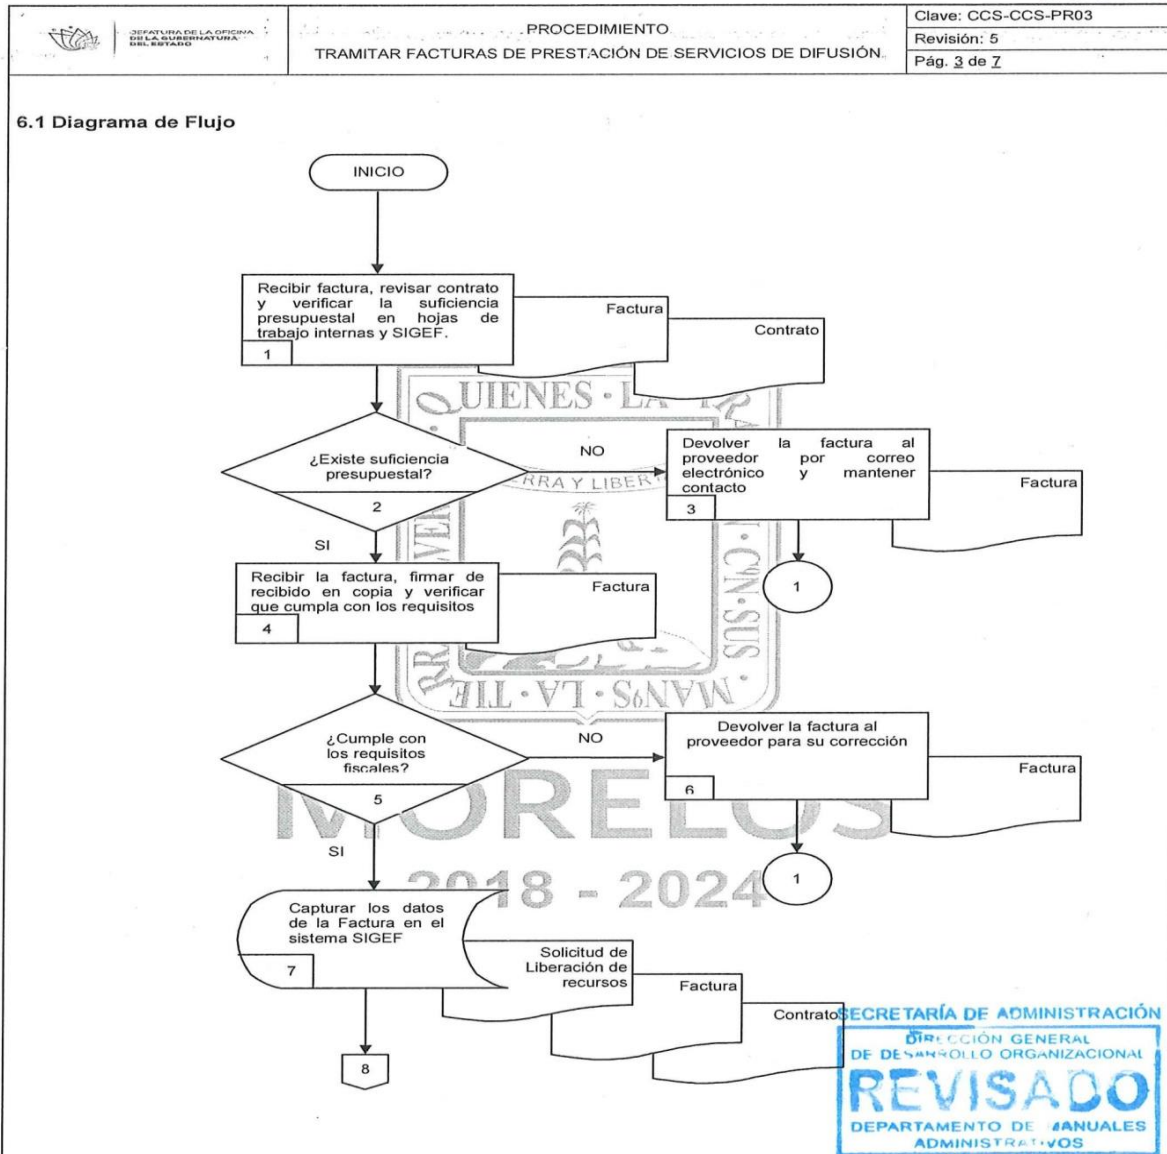 JEFATURA DE LA OFICINA
DE LA GUBERNATURA
DEL ESTADO
PROCEDIMIENTO
TRAMITAR FACTURAS DE PRESTACIÓN DE SERVICIOS DE DIFUSIÓN
Clave: CCS-CCS-PR03
Revisión: 5
Pág. 3 de 7
6.1 Diagrama de Flujo
INICIO
Recibir factura, revisar contrato
y verificar la suficiencia
presupuestal en hojas de
trabajo internas y SIGEF.
1
Factura
Contrato
¿Existe suficiencia
presupuestal?
2
NO
SI
Devolver la factura al
proveedor por correo
electrónico y mantener
contacto
3
Factura
1
Recibir la factura, firmar de
recibido en copia y verificar
que cumpla con los requisitos
4
Factura
¿Cumple con
los requisitos
fiscales?
5
NO
SI
Devolver la factura al
proveedor para su corrección
6
Factura
1
Capturar los datos
de la Factura en el
sistema SIGEF
7
Solicitud de
Liberación de
recursos
Factura
Contrato
8
QUIENES · LA
MANOS · LA · TIE
CON · SUS ·
MORELOS
2018 - 2024
SECRETARÍA DE ADMINISTRACIÓN
DIRECCIÓN GENERAL
DE DESARROLLO ORGANIZACIONAL
REVISADO
DEPARTAMENTO DE MANUALES
ADMINISTRATIVOS